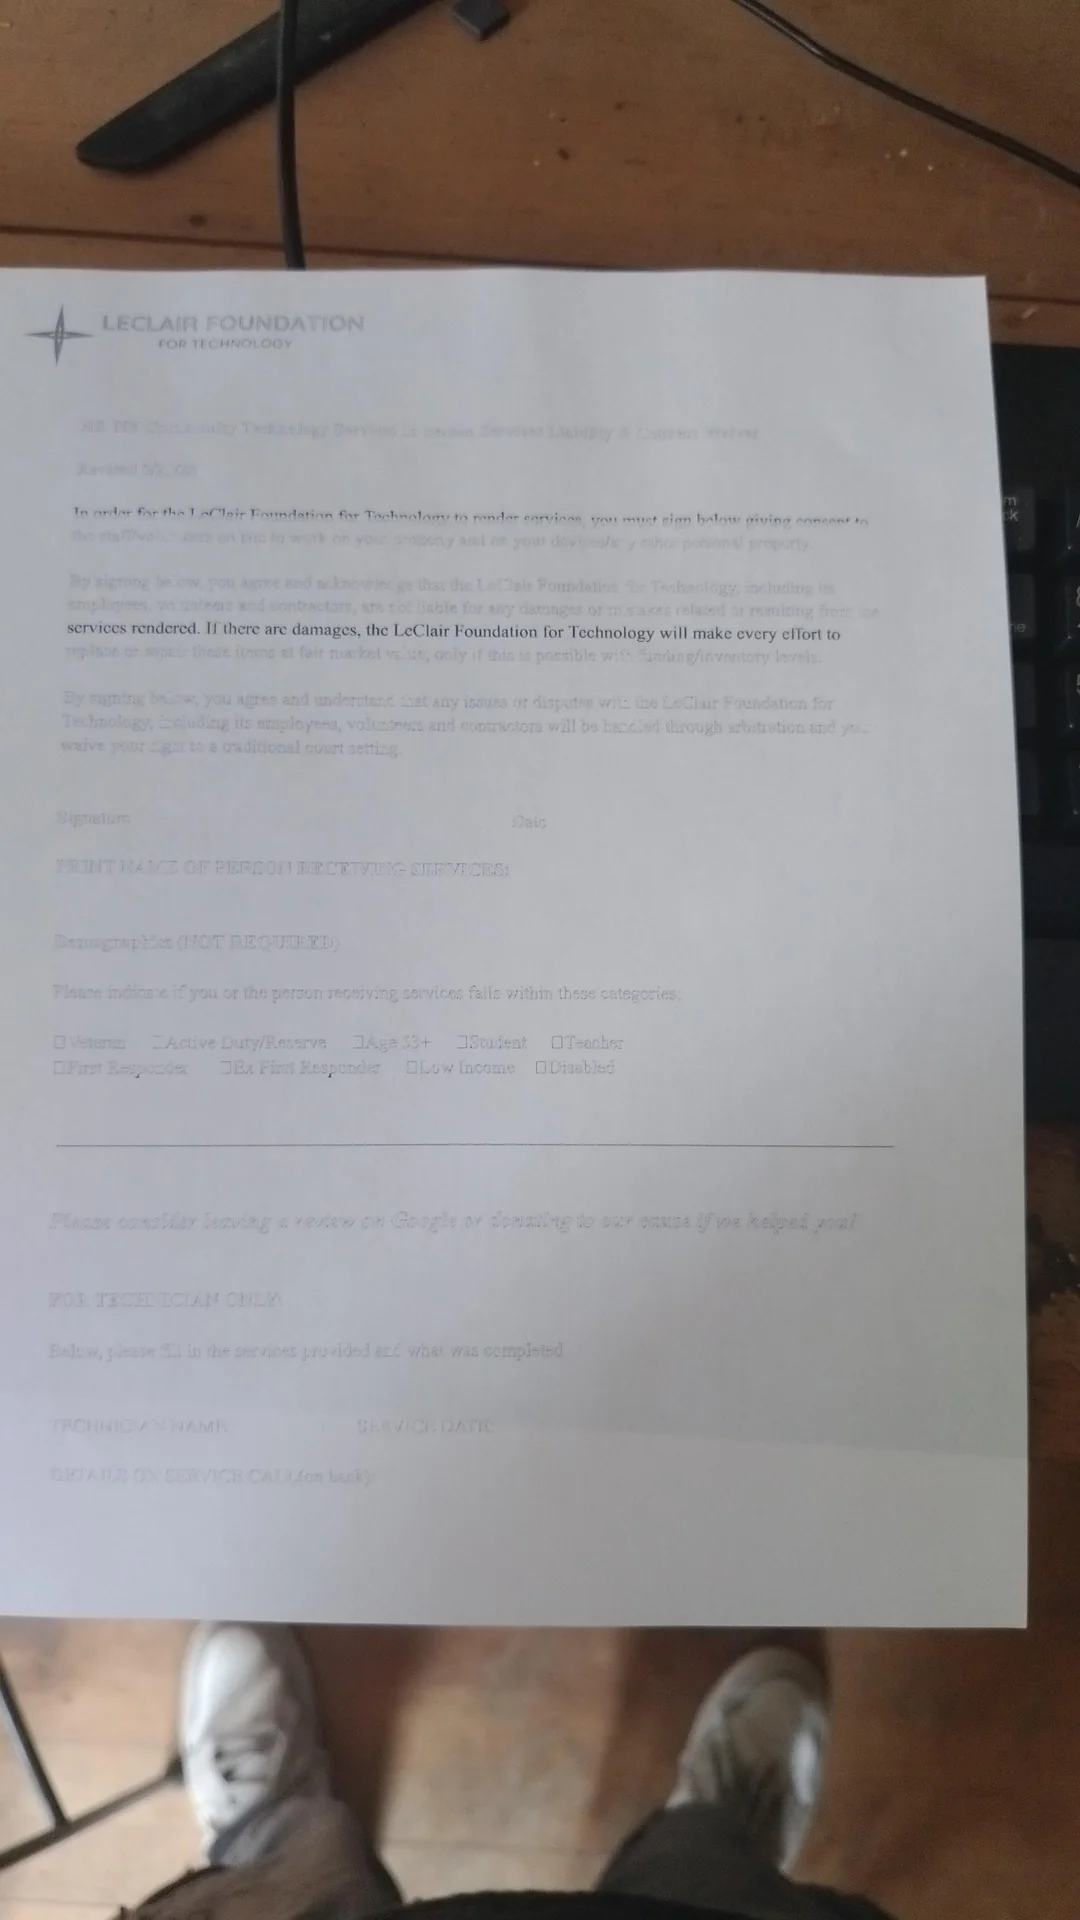 LECLAIR FOUNDATION
FOR TECHNOLOGY
Community Technology Services Liability & Consent Waiver
Revised
In order for the LeClair Foundation for Technology to render services, you must sign below giving consent to
the staff/volunteers on site to work on your property and on your devices/any other personal property.
By signing below, you agree and acknowledge that the LeClair Foundation for Technology, including its
employees, volunteers and contractors, are not liable for any damages or mistakes related or resulting from the
services rendered. If there are damages, the LeClair Foundation for Technology will make every effort to
replace or repair these items at fair market value, only if this is possible with funding/inventory levels.
By signing below, you agree and understand that any issues or disputes with the LeClair Foundation for
Technology, including its employees, volunteers and contractors will be handled through arbitration and you
waive your right to a traditional court setting.
Signature Date
PRINT NAME OF PERSON RECEIVING SERVICES:
Demographics (NOT REQUIRED)
Please indicate if you or the person receiving services falls within these categories:
☐Veteran ☐Active Duty/Reserve ☐Age ☐Student ☐Teacher
☐First Responder ☐Ex First Responder ☐Low Income ☐Disabled
Please consider leaving a review on Google or donating to our cause if we helped you!
FOR TECHNICIAN ONLY:
Below, please fill in the services provided and what was completed
TECHNICIAN NAME SERVICE DATE
DETAILS ON SERVICE CALL (on back):